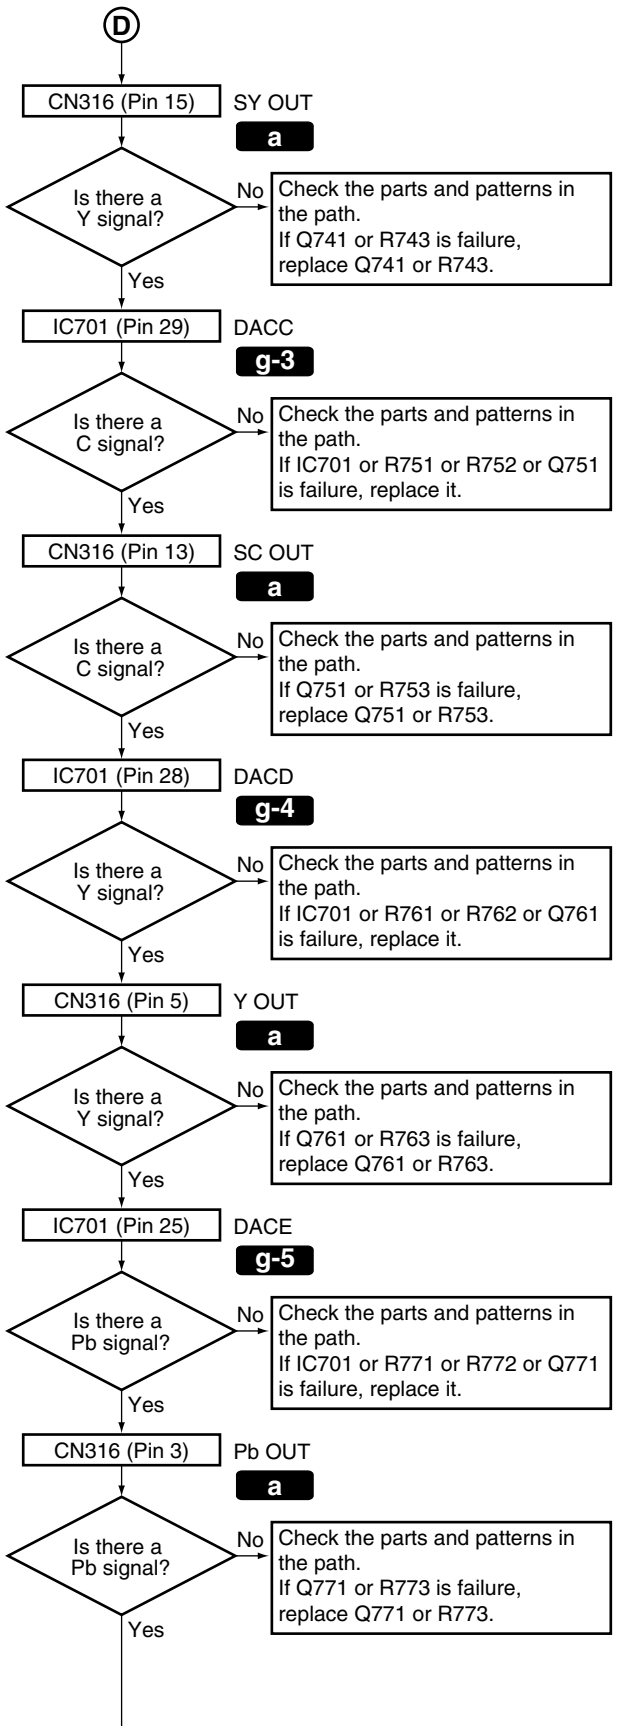 D
CN316 (Pin 15) SY OUT
a
Is there a
Y signal?
No
Check the parts and patterns in
the path.
If Q741 or R743 is failure,
replace Q741 or R743.
Yes
IC701 (Pin 29) DACC
g-3
Is there a
C signal?
No
Check the parts and patterns in
the path.
If IC701 or R751 or R752 or Q751
is failure, replace it.
Yes
CN316 (Pin 13) SC OUT
a
Is there a
C signal?
No
Check the parts and patterns in
the path.
If Q751 or R753 is failure,
replace Q751 or R753.
Yes
IC701 (Pin 28) DACD
g-4
Is there a
Y signal?
No
Check the parts and patterns in
the path.
If IC701 or R761 or R762 or Q761
is failure, replace it.
Yes
CN316 (Pin 5) Y OUT
a
Is there a
Y signal?
No
Check the parts and patterns in
the path.
If Q761 or R763 is failure,
replace Q761 or R763.
Yes
IC701 (Pin 25) DACE
g-5
Is there a
Pb signal?
No
Check the parts and patterns in
the path.
If IC701 or R771 or R772 or Q771
is failure, replace it.
Yes
CN316 (Pin 3) Pb OUT
a
Is there a
Pb signal?
No
Check the parts and patterns in
the path.
If Q771 or R773 is failure,
replace Q771 or R773.
Yes